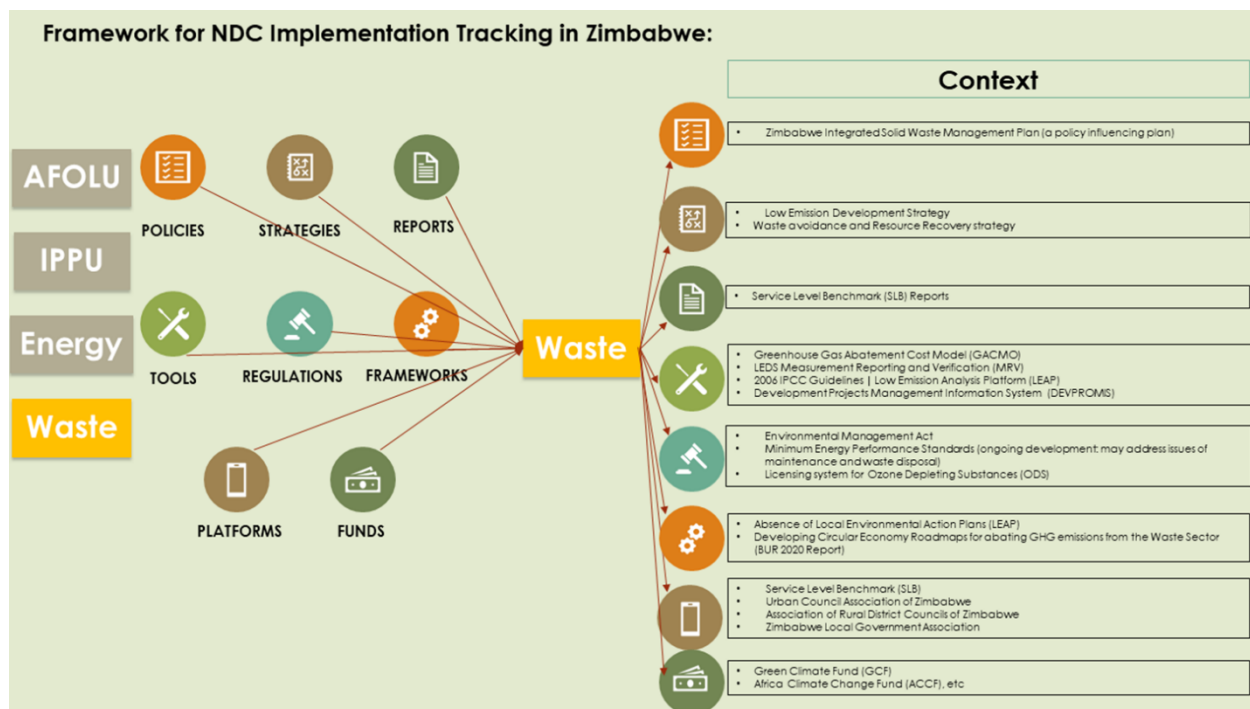 Framework for NDC Implementation Tracking in Zimbabwe:
AFOLU
IPPU
Energy
Waste
POLICIES
STRATEGIES
REPORTS
TOOLS
REGULATIONS
FRAMEWORKS
PLATFORMS
FUNDS
Waste
Context
• Zimbabwe Integrated Solid Waste Management Plan (a policy influencing plan)
• Low Emission Development Strategy
• Waste avoidance and Resource Recovery strategy
• Service Level Benchmark (SLB) Reports
• Greenhouse Gas Abatement Cost Model (GACMO)
• LEDS Measurement Reporting and Verification (MRV)
• 2006 IPCC Guidelines | Low Emission Analysis Platform (LEAP)
• Development Projects Management Information System (DEVPROMIS)
• Environmental Management Act
• Minimum Energy Performance Standards (ongoing development: may address issues of
maintenance and waste disposal)
• Licensing system for Ozone Depleting Substances (ODS)
• Absence of Local Environmental Action Plans (LEAP)
• Developing Circular Economy Roadmaps for abating GHG emissions from the Waste Sector
(BUR 2020 Report)
• Service Level Benchmark (SLB)
• Urban Council Association of Zimbabwe
• Association of Rural District Councils of Zimbabwe
• Zimbabwe Local Government Association
• Green Climate Fund (GCF)
• Africa Climate Change Fund (ACCF), etc